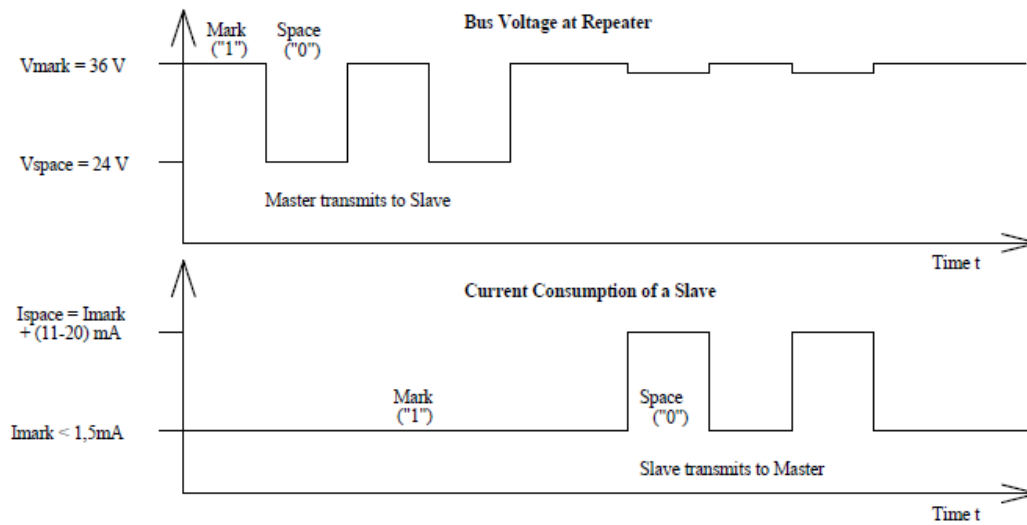 Bus Voltage at Repeater
Mark
("1")
Space
("0")
Vmark = 36 V
Vspace = 24 V
Master transmits to Slave
Time t
Current Consumption of a Slave
Ispace = Imark
+ (11-20) mA
Mark
("1")
Space
("0")
Imark < 1,5mA
Slave transmits to Master
Time t